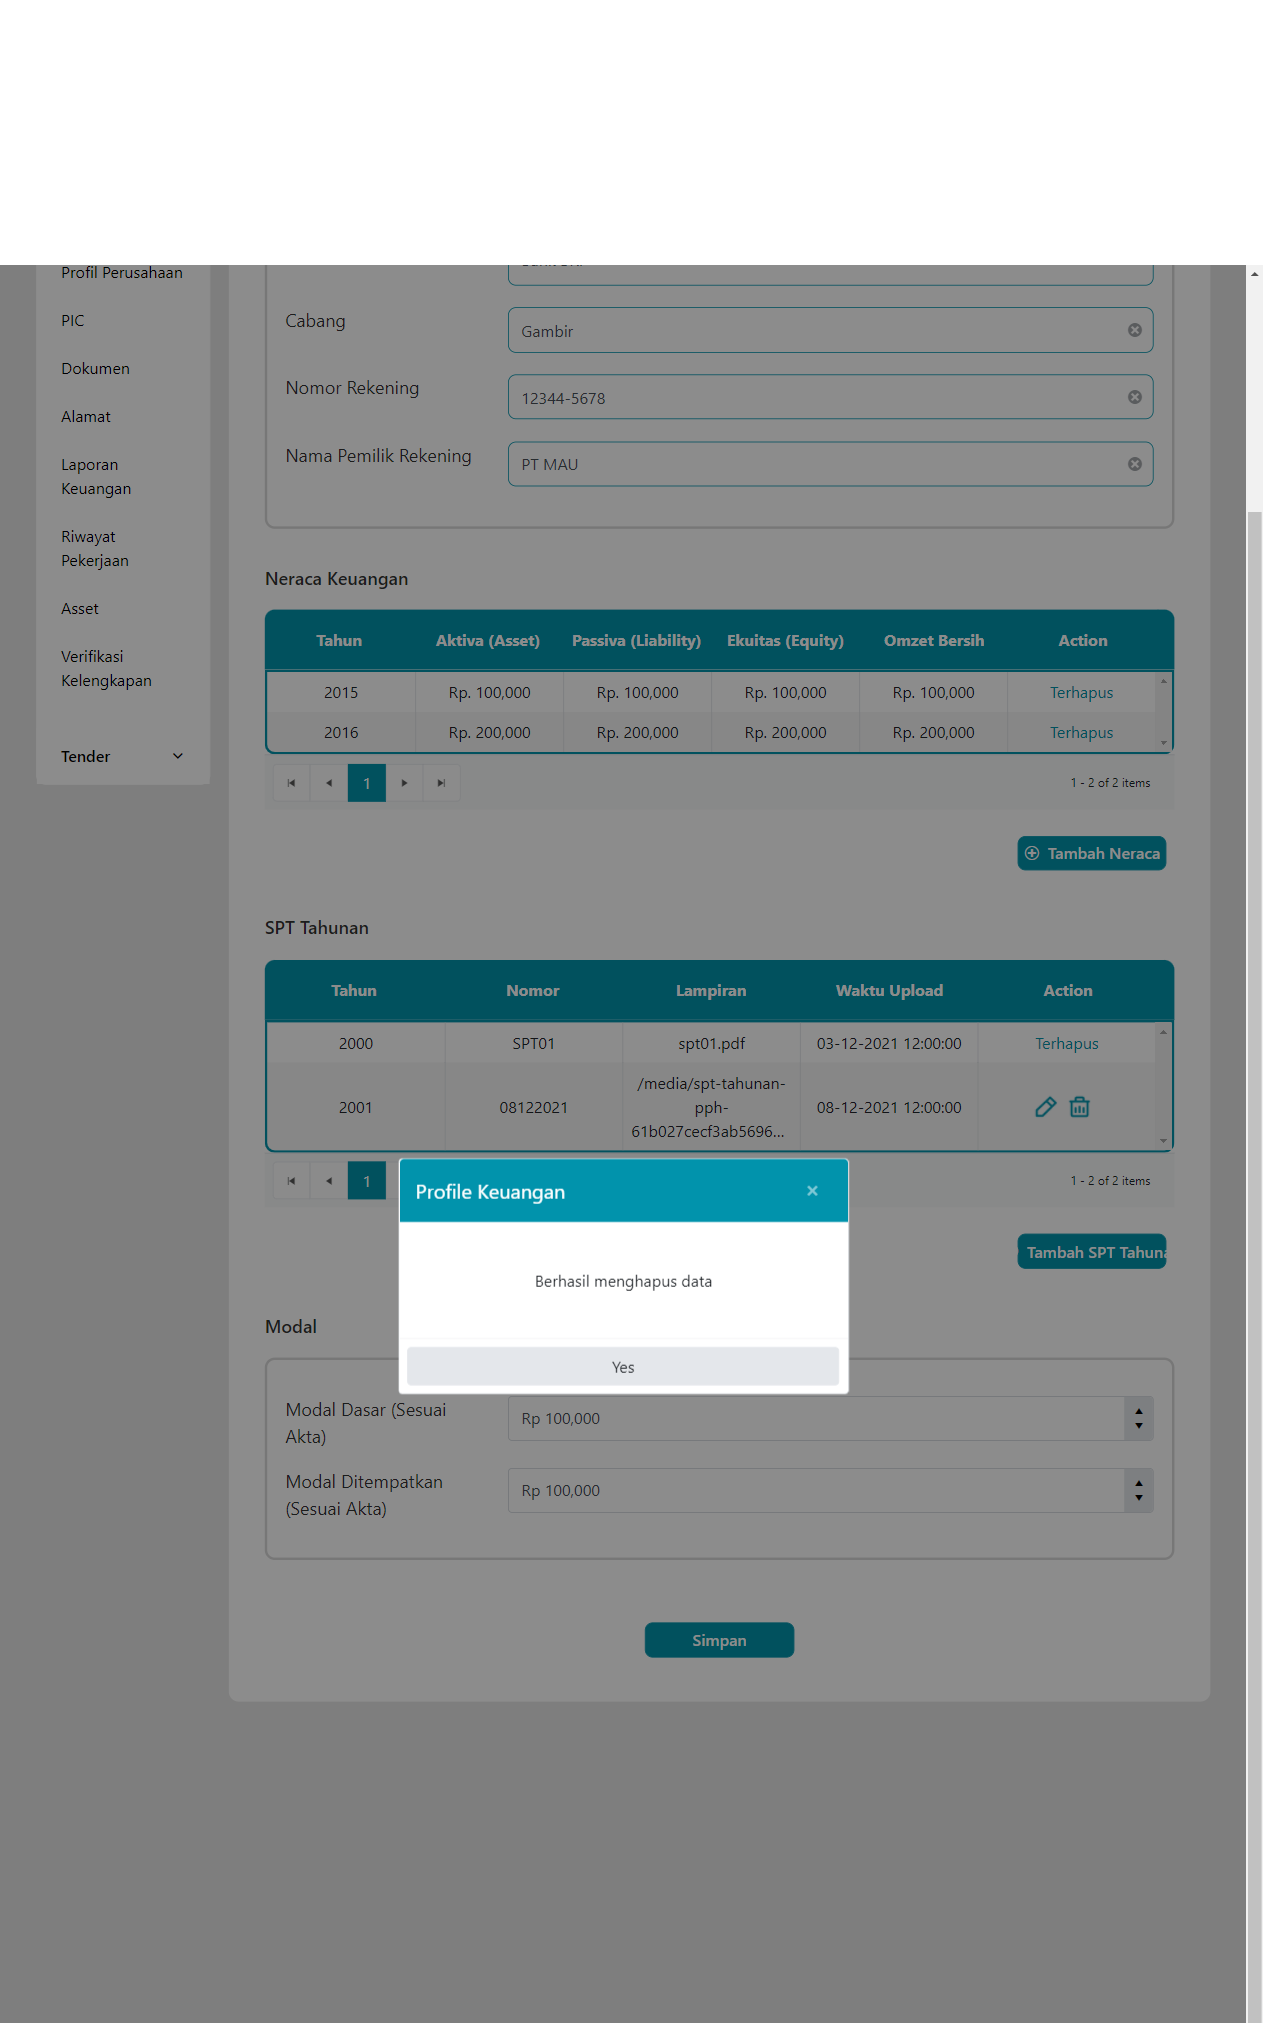 Profil Perusahaan
PIC
Dokumen
Alamat
Laporan
Keuangan
Riwayat
Pekerjaan
Asset
Verifikasi
Kelengkapan
Tender
Cabang
Gambir
Nomor Rekening
12344-5678
Nama Pemilik Rekening
PT MAU
Neraca Keuangan
Tahun Aktiva (Asset) Passiva (Liability) Ekuitas (Equity) Omzet Bersih Action
2015 Rp. 100,000 Rp. 100,000 Rp. 100,000 Rp. 100,000 Terhapus
2016 Rp. 200,000 Rp. 200,000 Rp. 200,000 Rp. 200,000 Terhapus
1 1 - 2 of 2 items
Tambah Neraca
SPT Tahunan
Tahun Nomor Lampiran Waktu Upload Action
2000 SPT01 spt01.pdf 03-12-2021 12:00:00 Terhapus
2001 08122021 /media/spt-tahunan-
pph-
61b027cecf3ab5696... 08-12-2021 12:00:00
1 1 - 2 of 2 items
Profile Keuangan
Berhasil menghapus data
Yes
Tambah SPT Tahuna
Modal
Modal Dasar (Sesuai
Akta)
Rp 100,000
Modal Ditempatkan
(Sesuai Akta)
Rp 100,000
Simpan